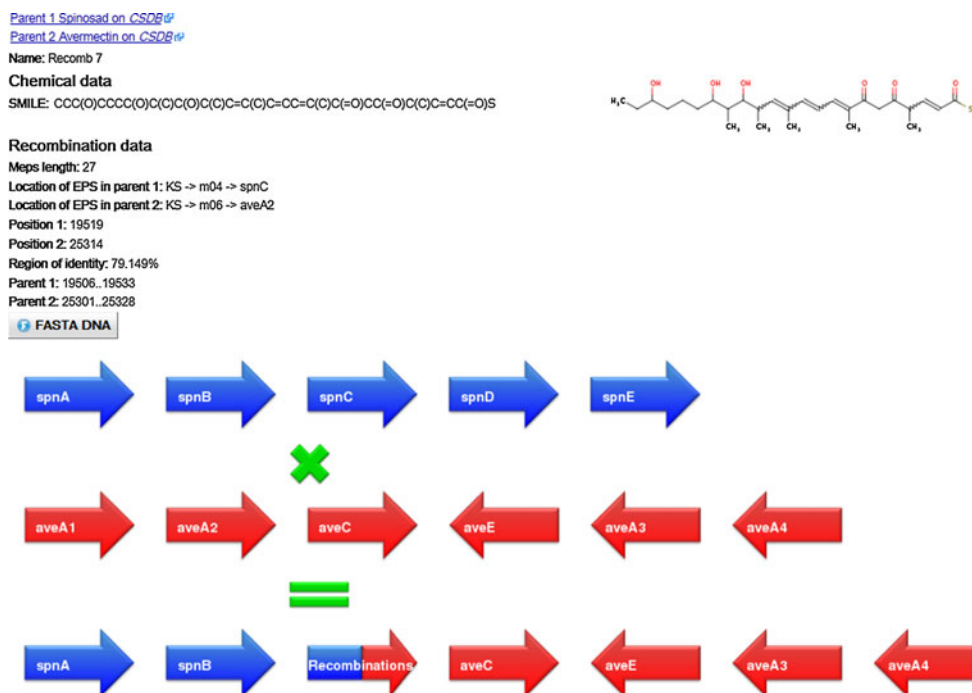 Parent 1 Spinosad on CSDB
Parent 2 Avermectin on CSDB
Name: Recomb 7
Chemical data
SMILE: CCC(O)CCCC(O)C(C)C(O)C(C)C=C(C)C=CC=C(C)C(=O)CC(=O)C(C)C=CC(=O)S
OH OH OH O O O
H₃C S
CH₃ CH₃ CH₃ CH₃ CH₃
Recombination data
Meps length: 27
Location of EPS in parent 1: KS -> m04 -> spnC
Location of EPS in parent 2: KS -> m06 -> aveA2
Position 1: 19519
Position 2: 25314
Region of identity: 79.149%
Parent 1: 19506..19533
Parent 2: 25301..25328
F FASTA DNA
spnA spnB spnC spnD spnE
aveA1 aveA2 aveC aveE aveA3 aveA4
spnA spnB Recombinations aveC aveE aveA3 aveA4